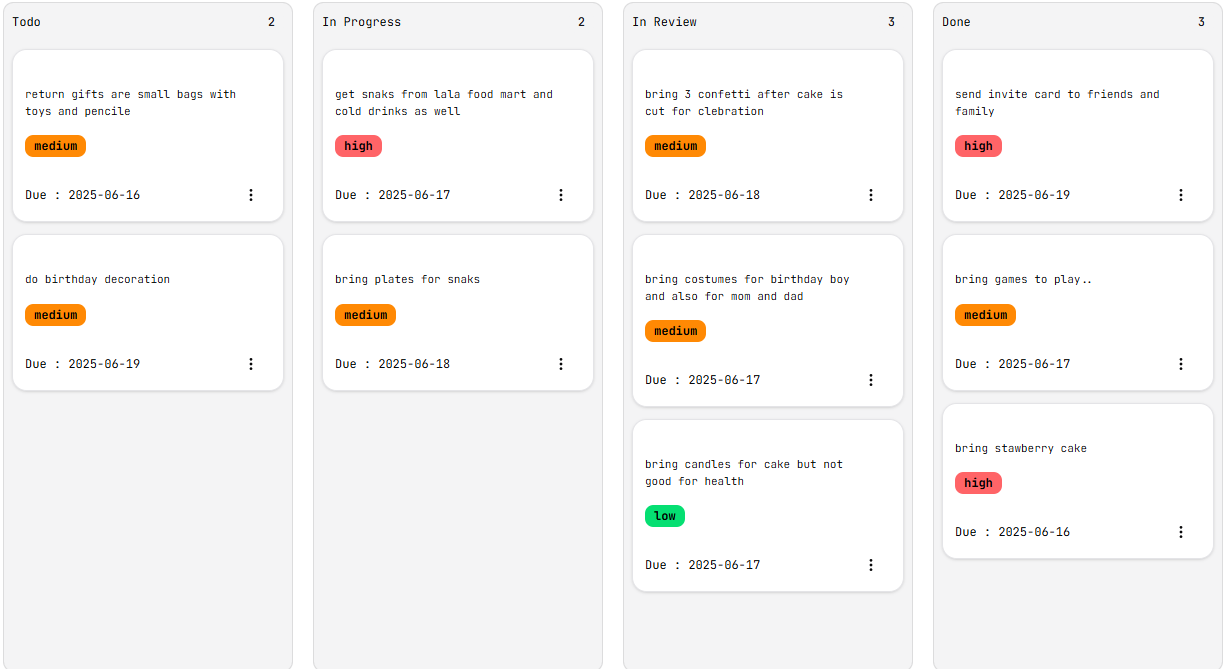 Todo 2
return gifts are small bags with
toys and pencile
medium
Due : 2025-06-16
do birthday decoration
medium
Due : 2025-06-19
In Progress 2
get snaks from lala food mart and
cold drinks as well
high
Due : 2025-06-17
bring plates for snaks
medium
Due : 2025-06-18
In Review 3
bring 3 confetti after cake is
cut for clebration
medium
Due : 2025-06-18
bring costumes for birthday boy
and also for mom and dad
medium
Due : 2025-06-17
bring candles for cake but not
good for health
low
Due : 2025-06-17
Done 3
send invite card to friends and
family
high
Due : 2025-06-19
bring games to play..
medium
Due : 2025-06-17
bring stawberry cake
high
Due : 2025-06-16